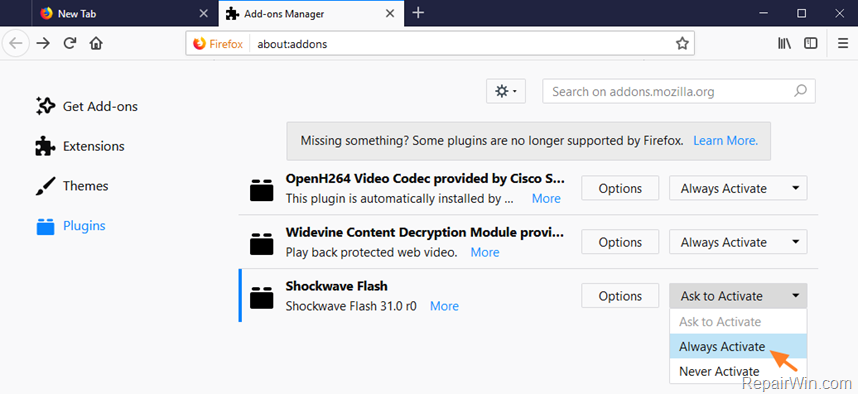 New Tab
Add-ons Manager
Firefox
about:addons
Search on addons.mozilla.org
Get Add-ons
Extensions
Themes
Plugins
Missing something? Some plugins are no longer supported by Firefox. Learn More.
OpenH264 Video Codec provided by Cisco S...
This plugin is automatically installed by ... More
Options
Always Activate
Widevine Content Decryption Module provi...
Play back protected web video. More
Options
Always Activate
Shockwave Flash
Shockwave Flash 31.0 r0 More
Options
Ask to Activate
Ask to Activate
Always Activate
Never Activate
RepairWin.com